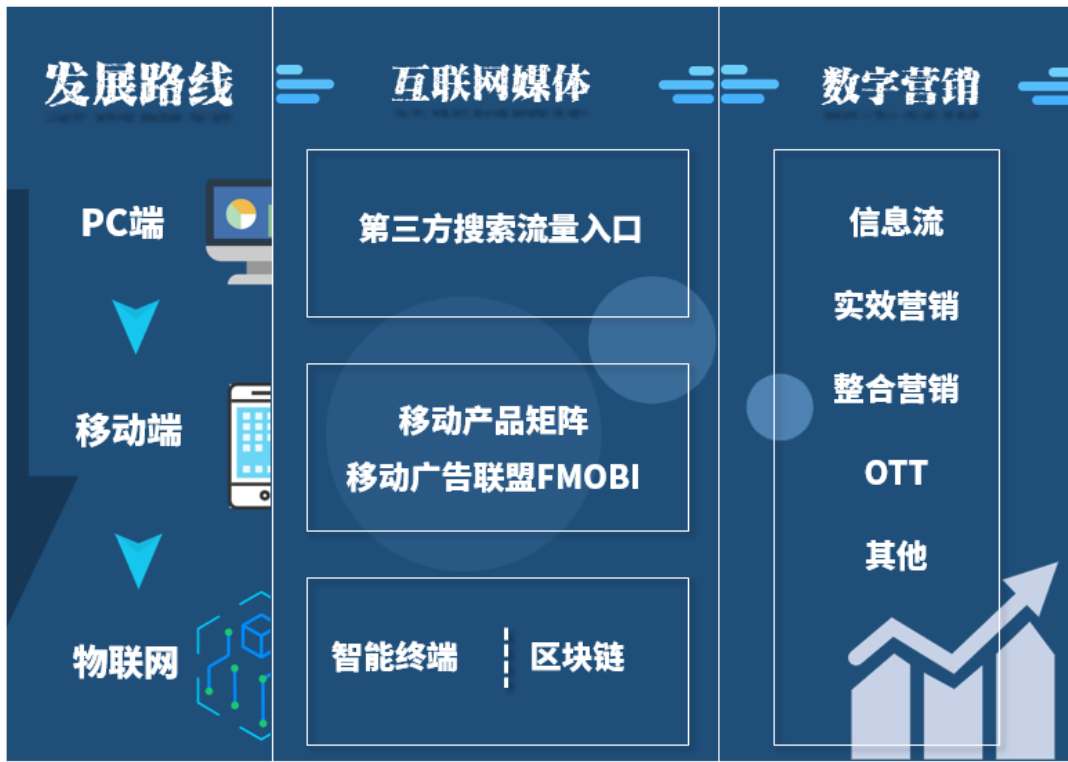 发展路线
PC端
移动端
物联网
互联网媒体
第三方搜索流量入口
移动产品矩阵
移动广告联盟FMOBI
智能终端
区块链
数字营销
信息流
实效营销
整合营销
OTT
其他